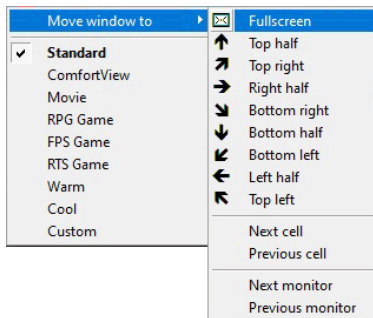 Move window to
Standard
ComfortView
Movie
RPG Game
FPS Game
RTS Game
Warm
Cool
Custom
Fullscreen
Top half
Top right
Right half
Bottom right
Bottom half
Bottom left
Left half
Top left
Next cell
Previous cell
Next monitor
Previous monitor